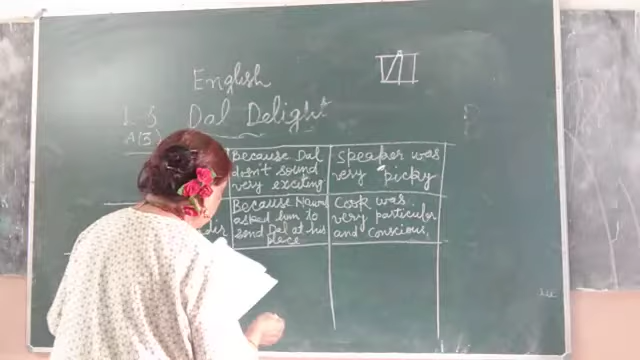 English
L 5 Dal Delight
A (3)
Because Dal
don't sound
very exciting
Speaker was
very picky
Because Nawab
asked him to
send Dal at his
place
Cook was
very particular
and conscious.